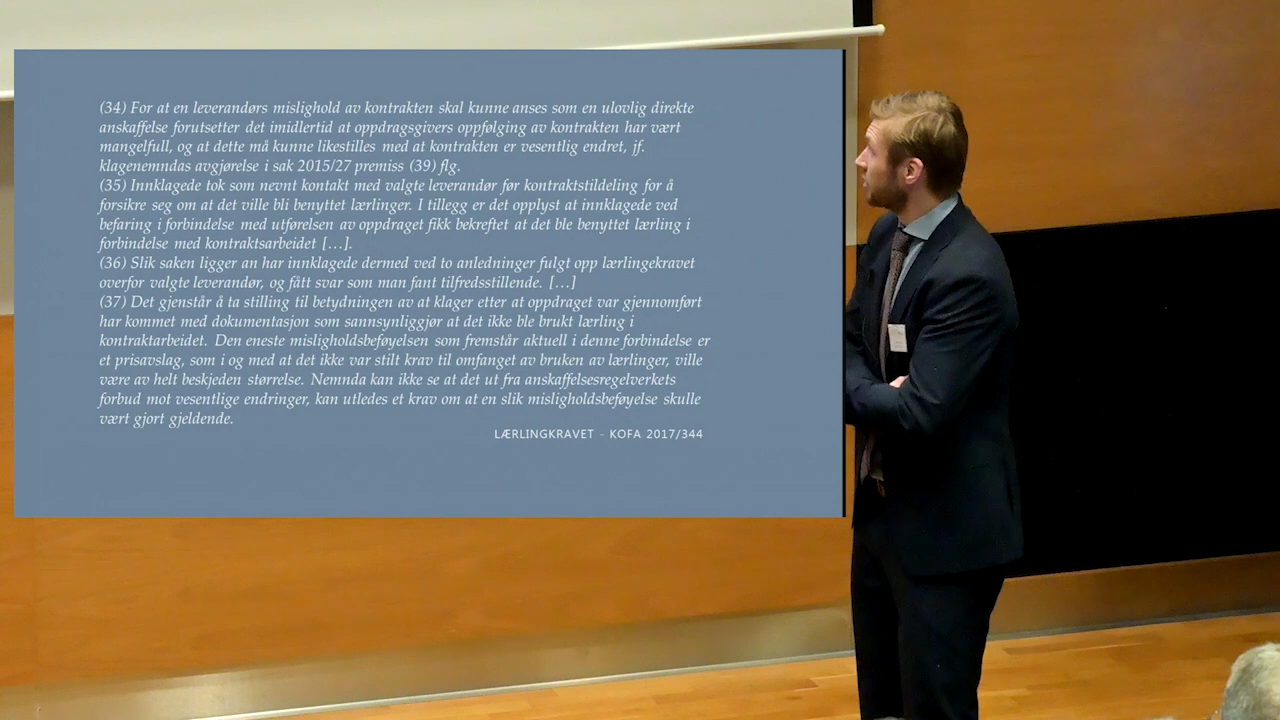 (34) For at en leverandørs mislighold av kontrakten skal kunne anses som en ulovlig direkte
anskaffelse forutsetter det imidlertid at oppdragsgivers oppfølging av kontrakten har vært
mangelfull, og at dette må kunne likestilles med at kontrakten er vesentlig endret, jf.
klagenemndas avgjørelse i sak 2015/27 premiss (39) flg.
(35) Innklagede tok som nevnt kontakt med valgte leverandør før kontraktstildeling for å
forsikre seg om at det ville bli benyttet lærlinger. I tillegg er det opplyst at innklagede ved
befaring i forbindelse med utførelsen av oppdraget fikk bekreftet at det ble benyttet lærling i
forbindelse med kontraktsarbeidet […].
(36) Slik saken ligger an har innklagede dermed ved to anledninger fulgt opp lærlingekravet
overfor valgte leverandør, og fått svar som man fant tilfredsstillende. […]
(37) Det gjenstår å ta stilling til betydningen av at klager etter at oppdraget var gjennomført
har kommet med dokumentasjon som sannsynliggjør at det ikke ble brukt lærling i
kontraktarbeidet. Den eneste misligholdsbeføyelsen som fremstår aktuell i denne forbindelse er
et prisavslag, som i og med at det ikke var stilt krav til omfanget av bruken av lærlinger, ville
være av helt beskjeden størrelse. Nemnda kan ikke se at det ut fra anskaffelsesregelverkets
forbud mot vesentlige endringer, kan utledes et krav om at en slik misligholdsbeføyelse skulle
vært gjort gjeldende.
LÆRLINGKRAVET - KOFA 2017/344